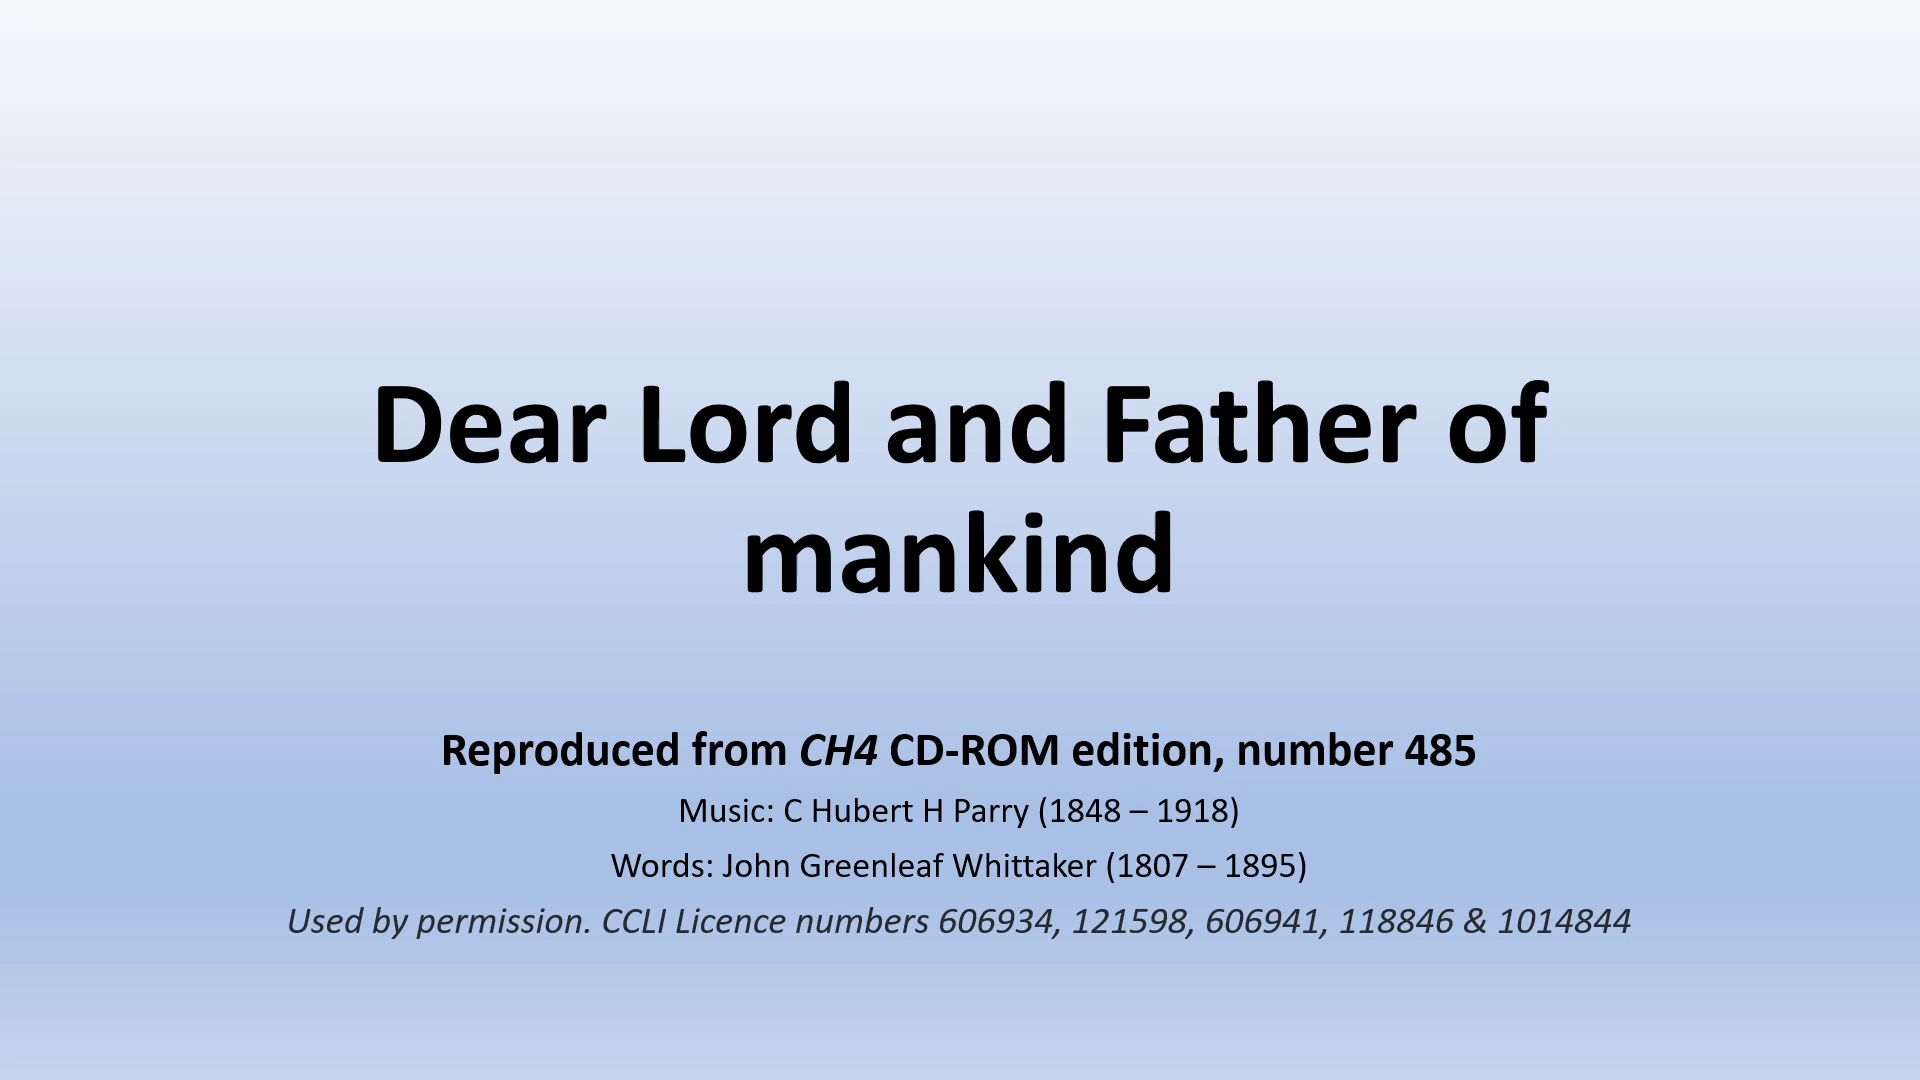 Dear Lord and Father of
mankind
Reproduced from CH4 CD-ROM edition, number 485
Music: C Hubert H Parry (1848 – 1918)
Words: John Greenleaf Whittaker (1807 – 1895)
Used by permission. CCLI Licence numbers 606934, 121598, 606941, 118846 & 1014844